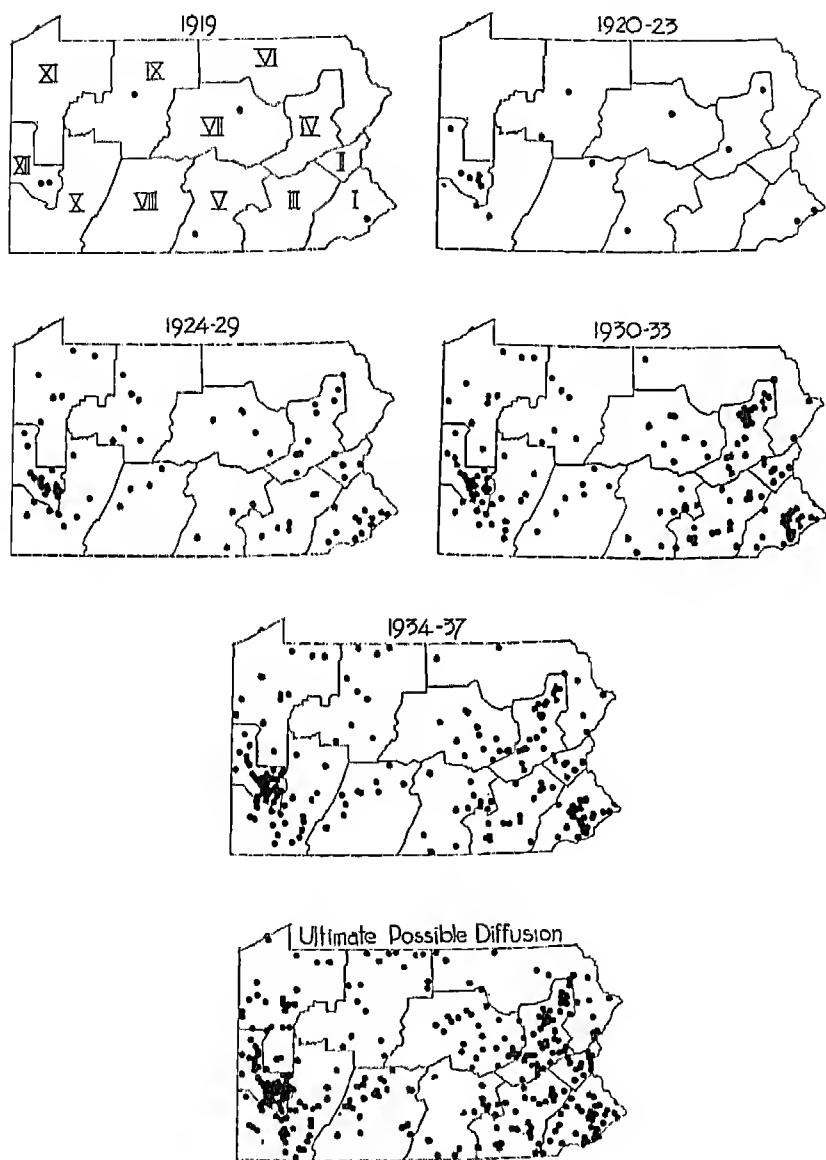 1919
XI
IX
VI
VII
IV
XII
II
X
VIII
V
III
I
1920-23
1924-29
1930-33
1934-37
Ultimate Possible Diffusion